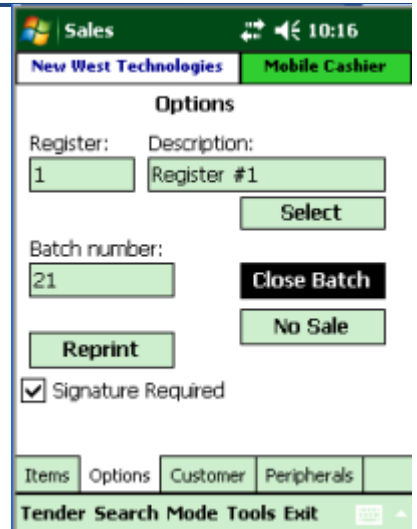 Sales 10:16
New West Technologies Mobile Cashier
Options
Register: Description:
1 Register #1
Select
Batch number:
21 Close Batch
No Sale
Reprint
Signature Required
Items Options Customer Peripherals
Tender Search Mode Tools Exit